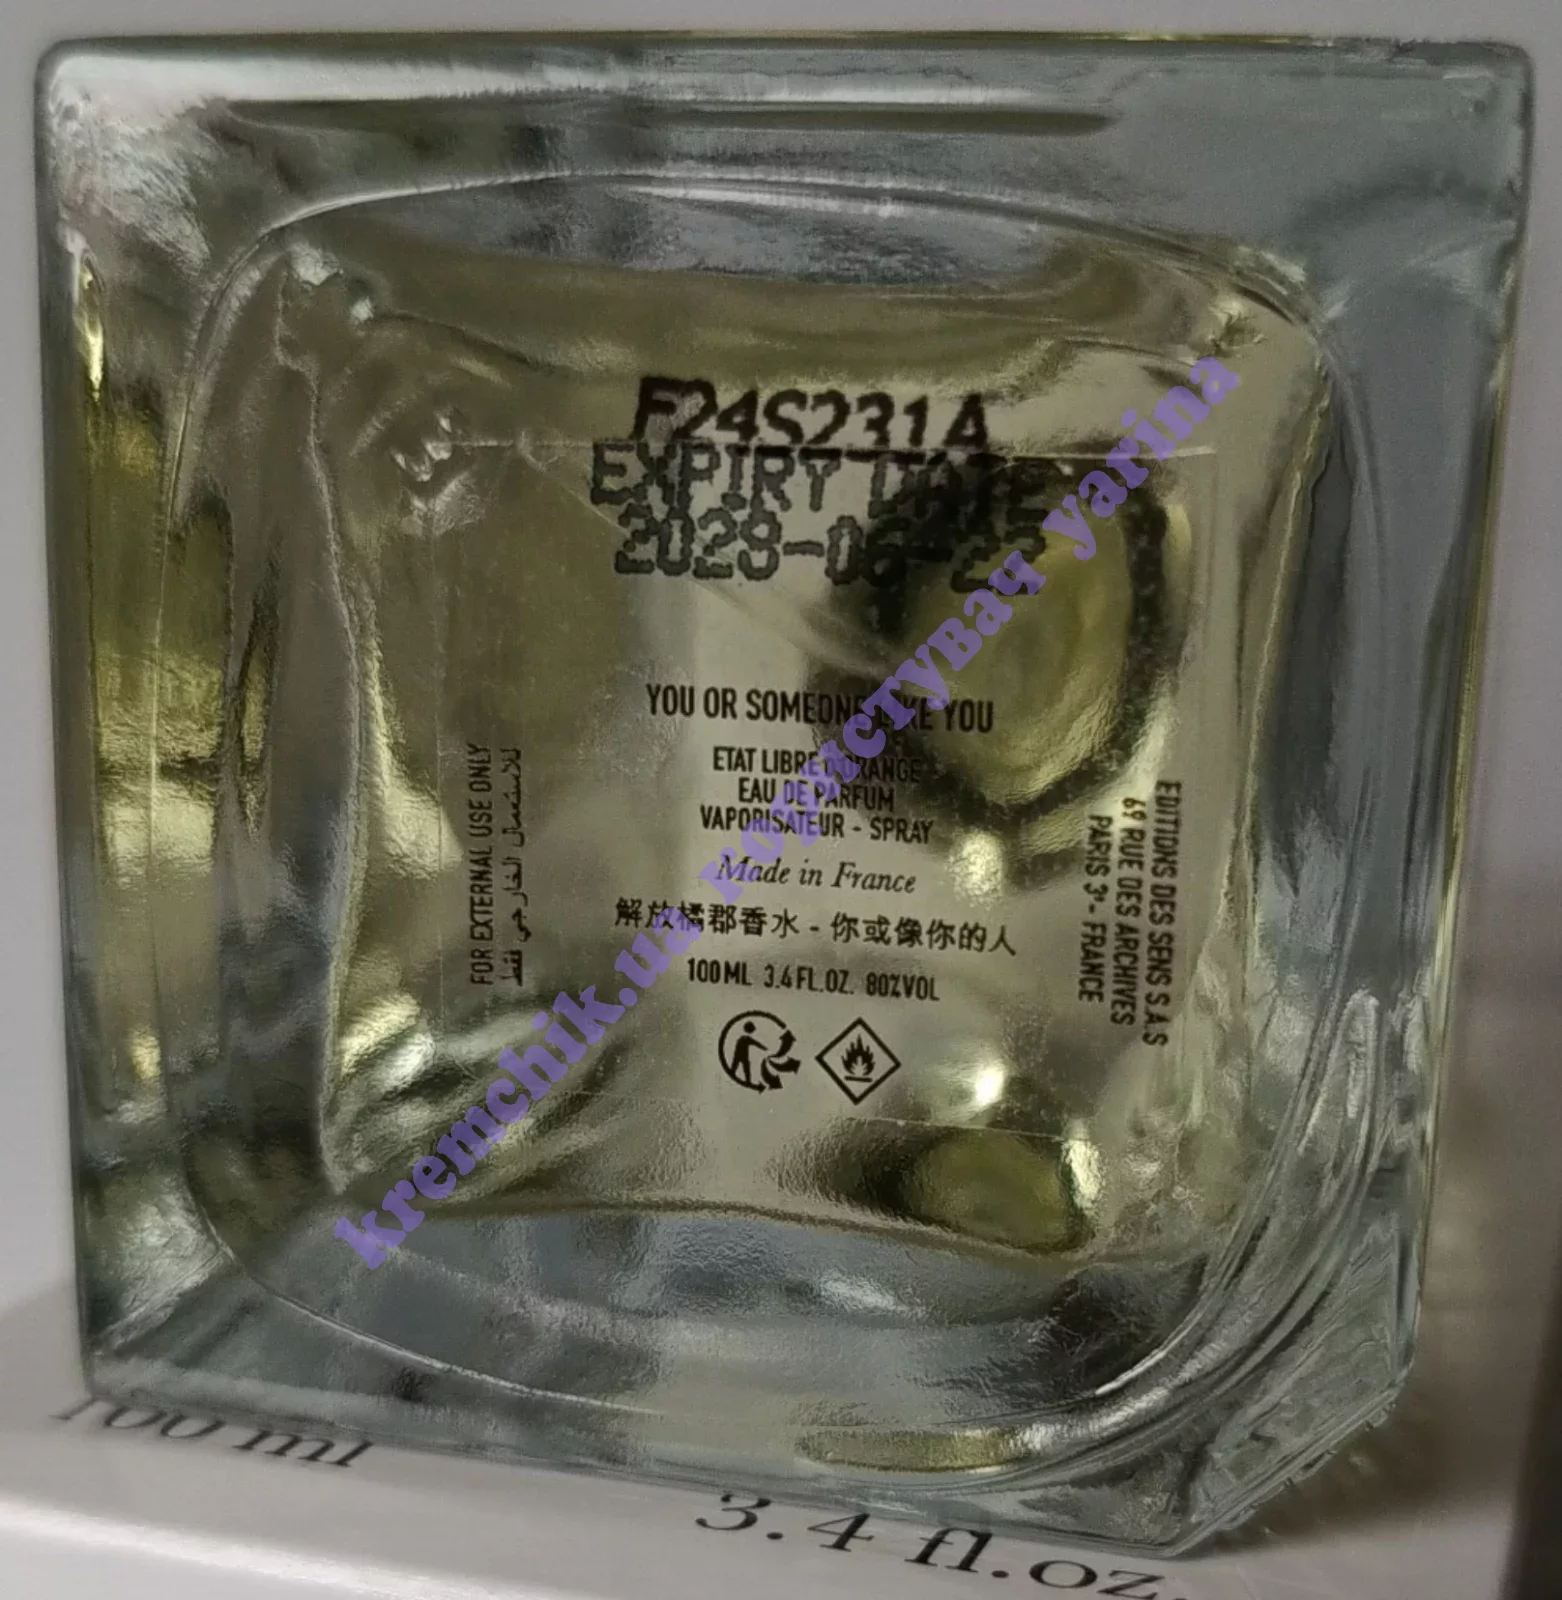 F24S231A
EXPIRY DATE
YOU OR SOMEONE LIKE YOU
ETAT LIBRE D'ORANGE
EAU DE PARFUM
VAPORISATEUR - SPRAY
Made in France
解放橘郡香水 - 你或像你的人
100ML 3.4 FL.OZ. 80%VOL
FOR EXTERNAL USE ONLY
للاستعمال الخارجي فقط
EDITIONS DES SENS S.A.S
69 RUE DES ARCHIVES
PARIS 3e - FRANCE
kremchik.ua користувач yarina
100 ml
3.4 fl.oz.